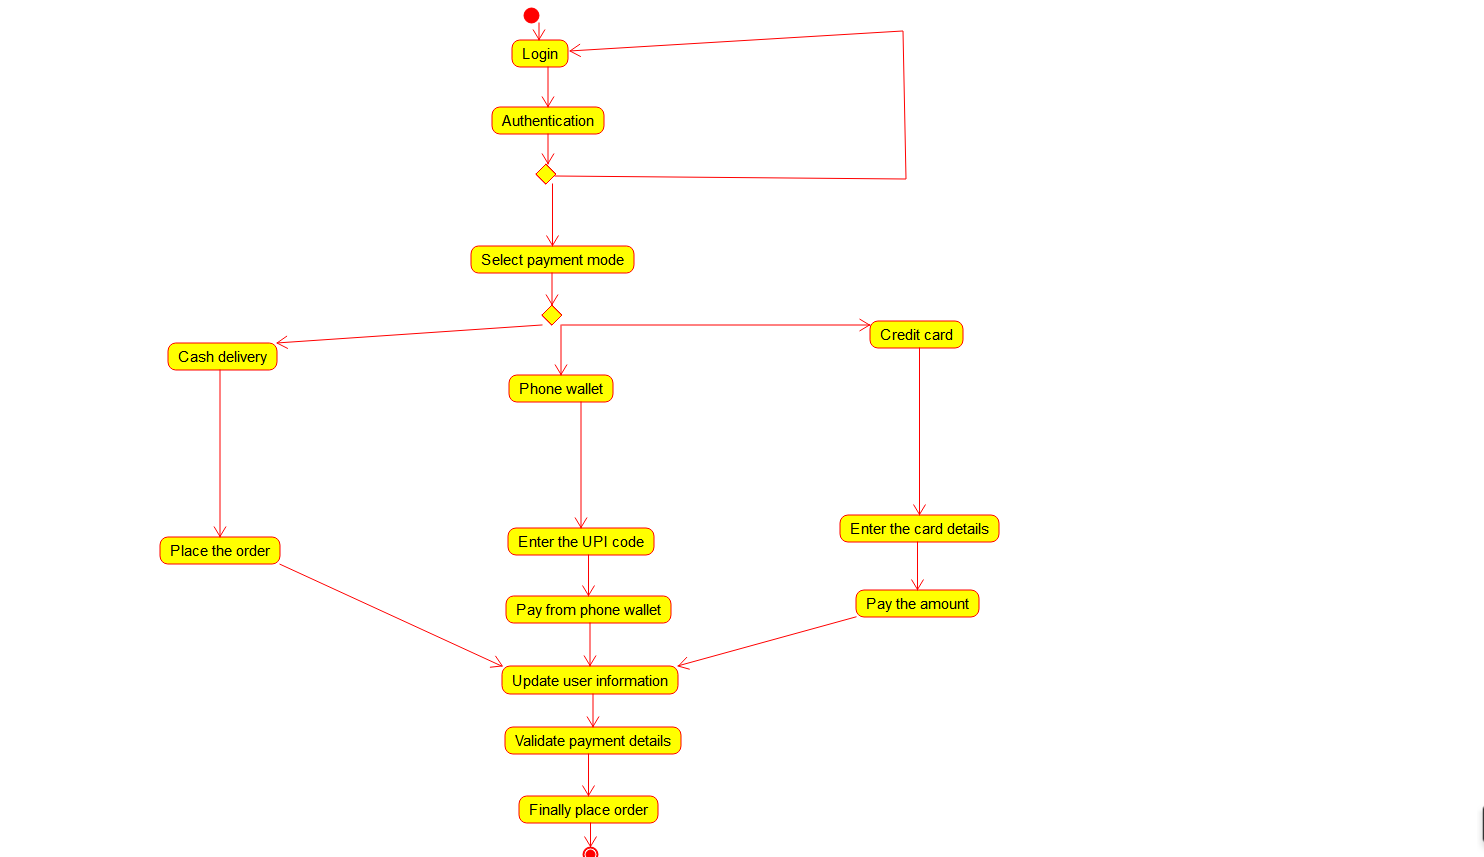 Login
Authentication
Select payment mode
Credit card
Cash delivery
Phone wallet
Enter the card details
Enter the UPI code
Place the order
Pay the amount
Pay from phone wallet
Update user information
Validate payment details
Finally place order